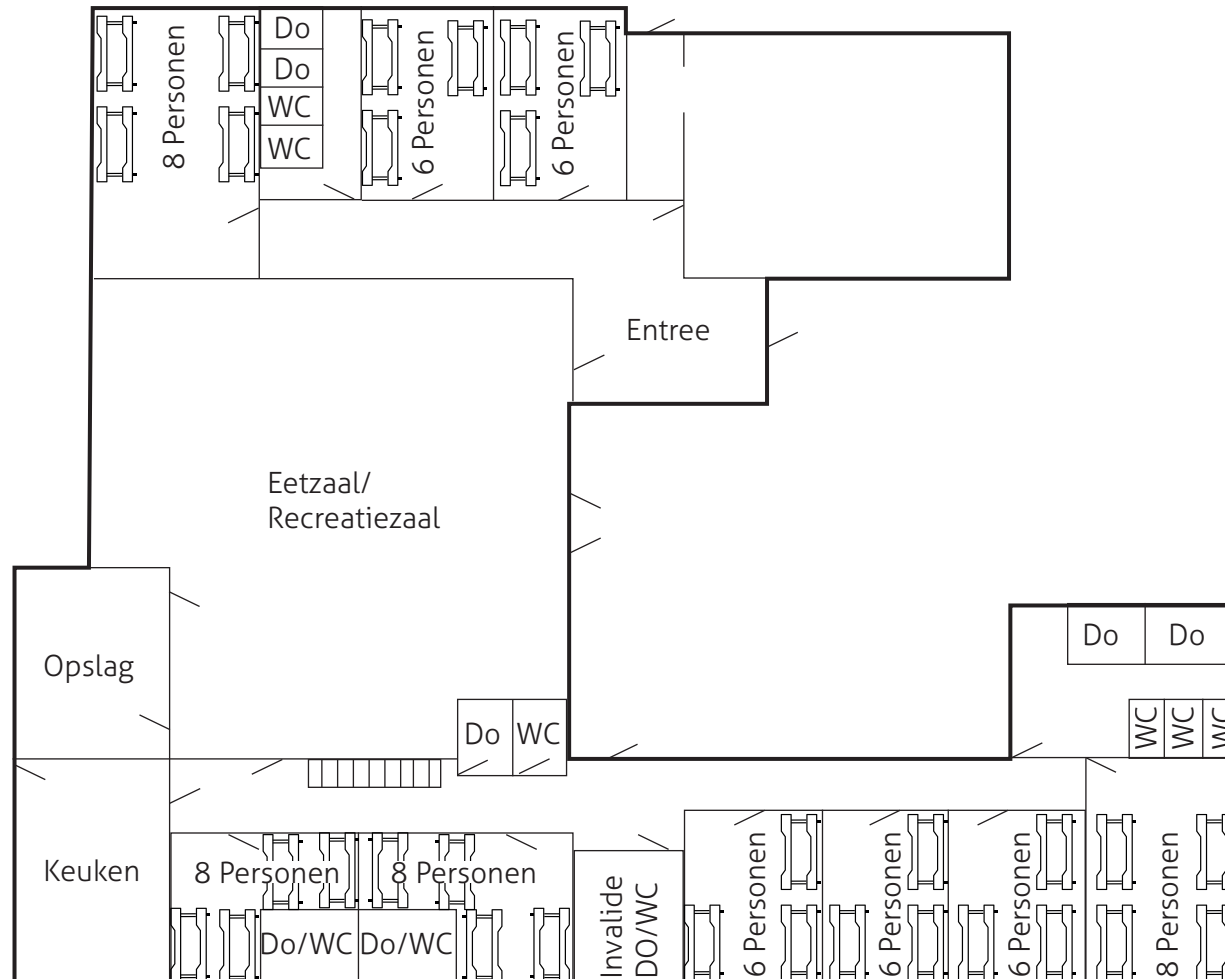 8 Personen
Do
Do
WC
WC
6 Personen
6 Personen
Entree
Eetzaal/
Recreatiezaal
Opslag
Do
WC
Do
Do
WC
WC
WC
Keuken
8 Personen
8 Personen
Do/WC
Do/WC
Invalide
DO/WC
6 Personen
6 Personen
6 Personen
8 Personen